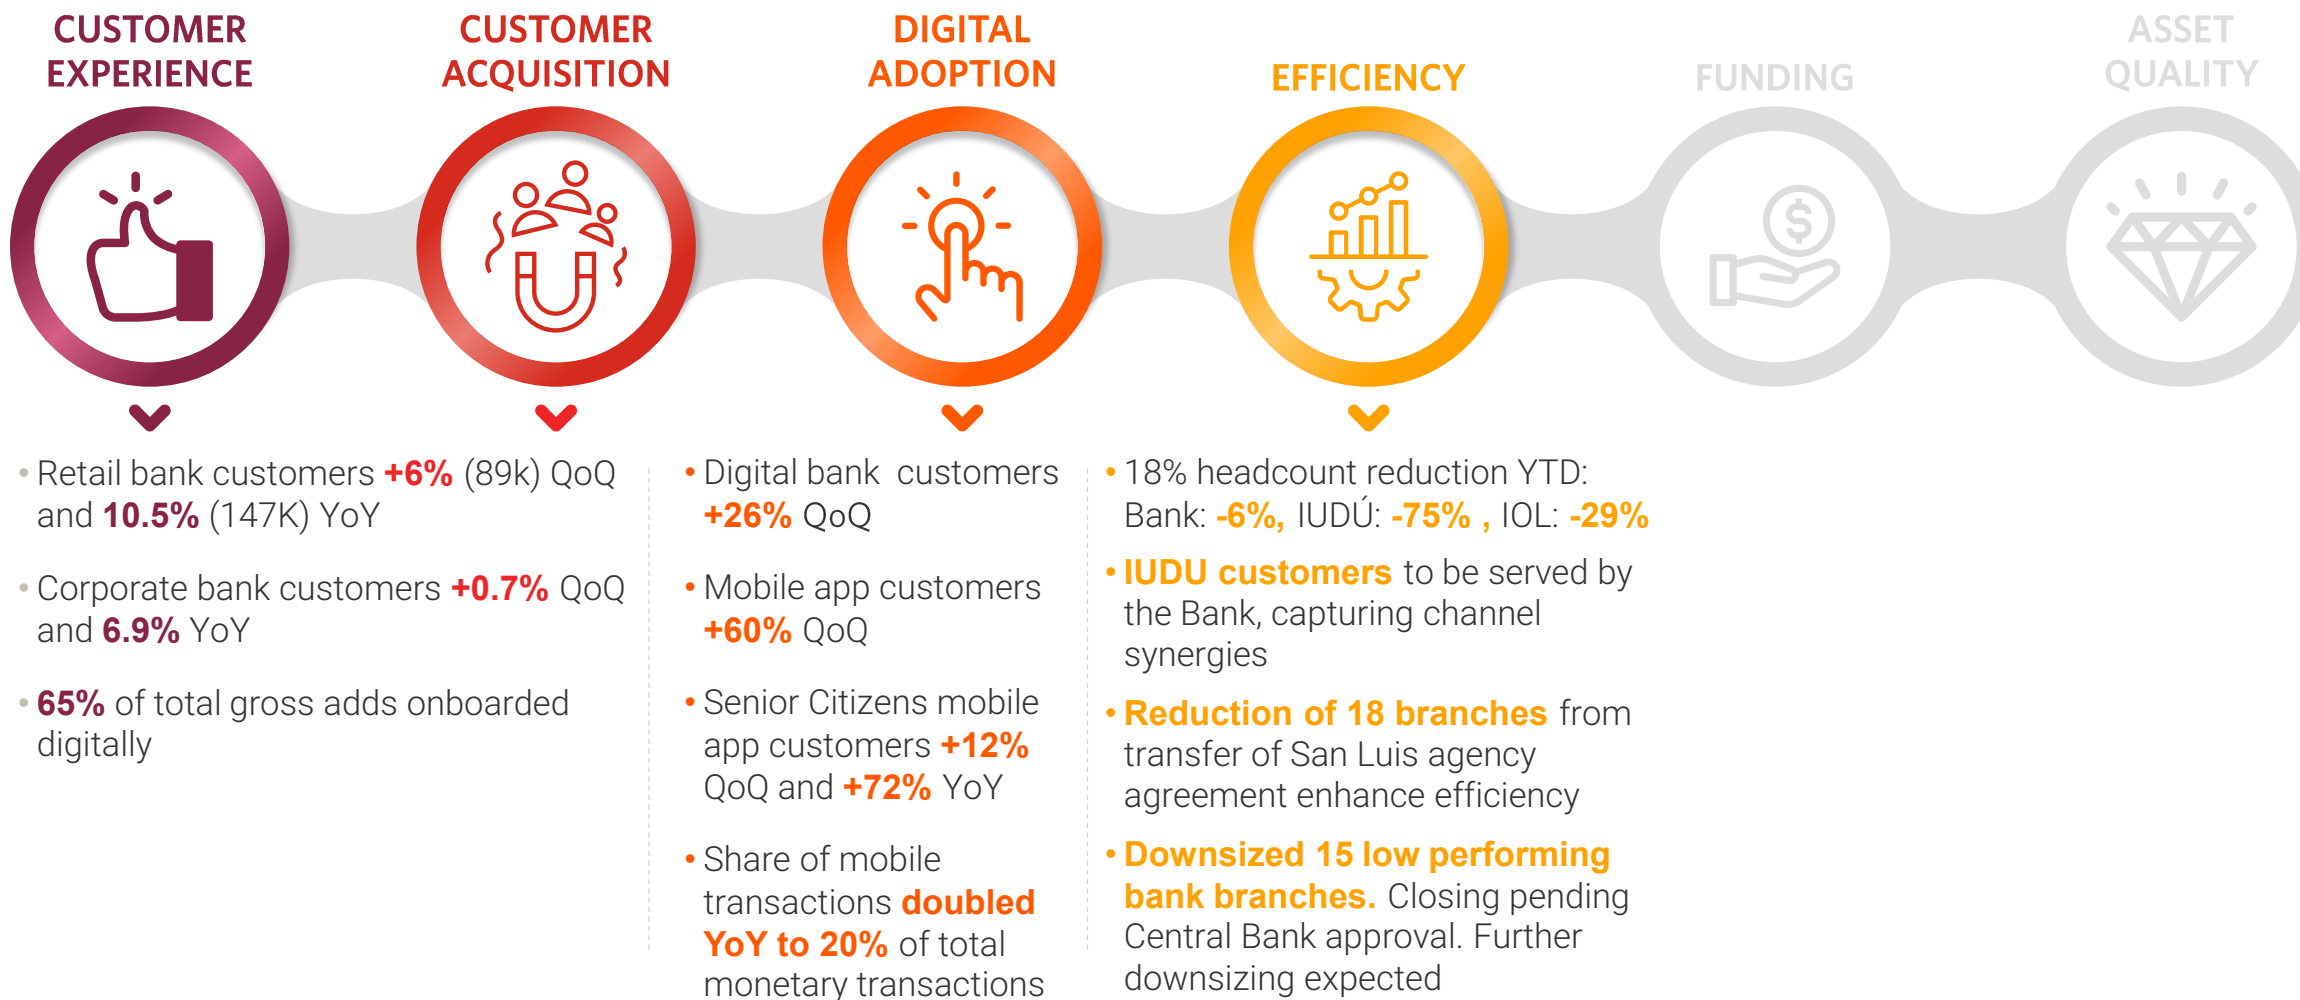 CUSTOMER
EXPERIENCE
CUSTOMER
ACQUISITION
DIGITAL
ADOPTION
EFFICIENCY
FUNDING
ASSET
QUALITY
$
• Retail bank customers +6% (89k) QoQ
and 10.5% (147K) YoY
• Corporate bank customers +0.7% QoQ
and 6.9% YoY
• 65% of total gross adds onboarded
digitally
• Digital bank customers
+26% QoQ
• Mobile app customers
+60% QoQ
• Senior Citizens mobile
app customers +12%
QoQ and +72% YoY
• Share of mobile
transactions doubled
YoY to 20% of total
monetary transactions
• 18% headcount reduction YTD:
Bank: -6%, IUDÚ: -75% , IOL: -29%
• IUDU customers to be served by
the Bank, capturing channel
synergies
• Reduction of 18 branches from
transfer of San Luis agency
agreement enhance efficiency
• Downsized 15 low performing
bank branches. Closing pending
Central Bank approval. Further
downsizing expected